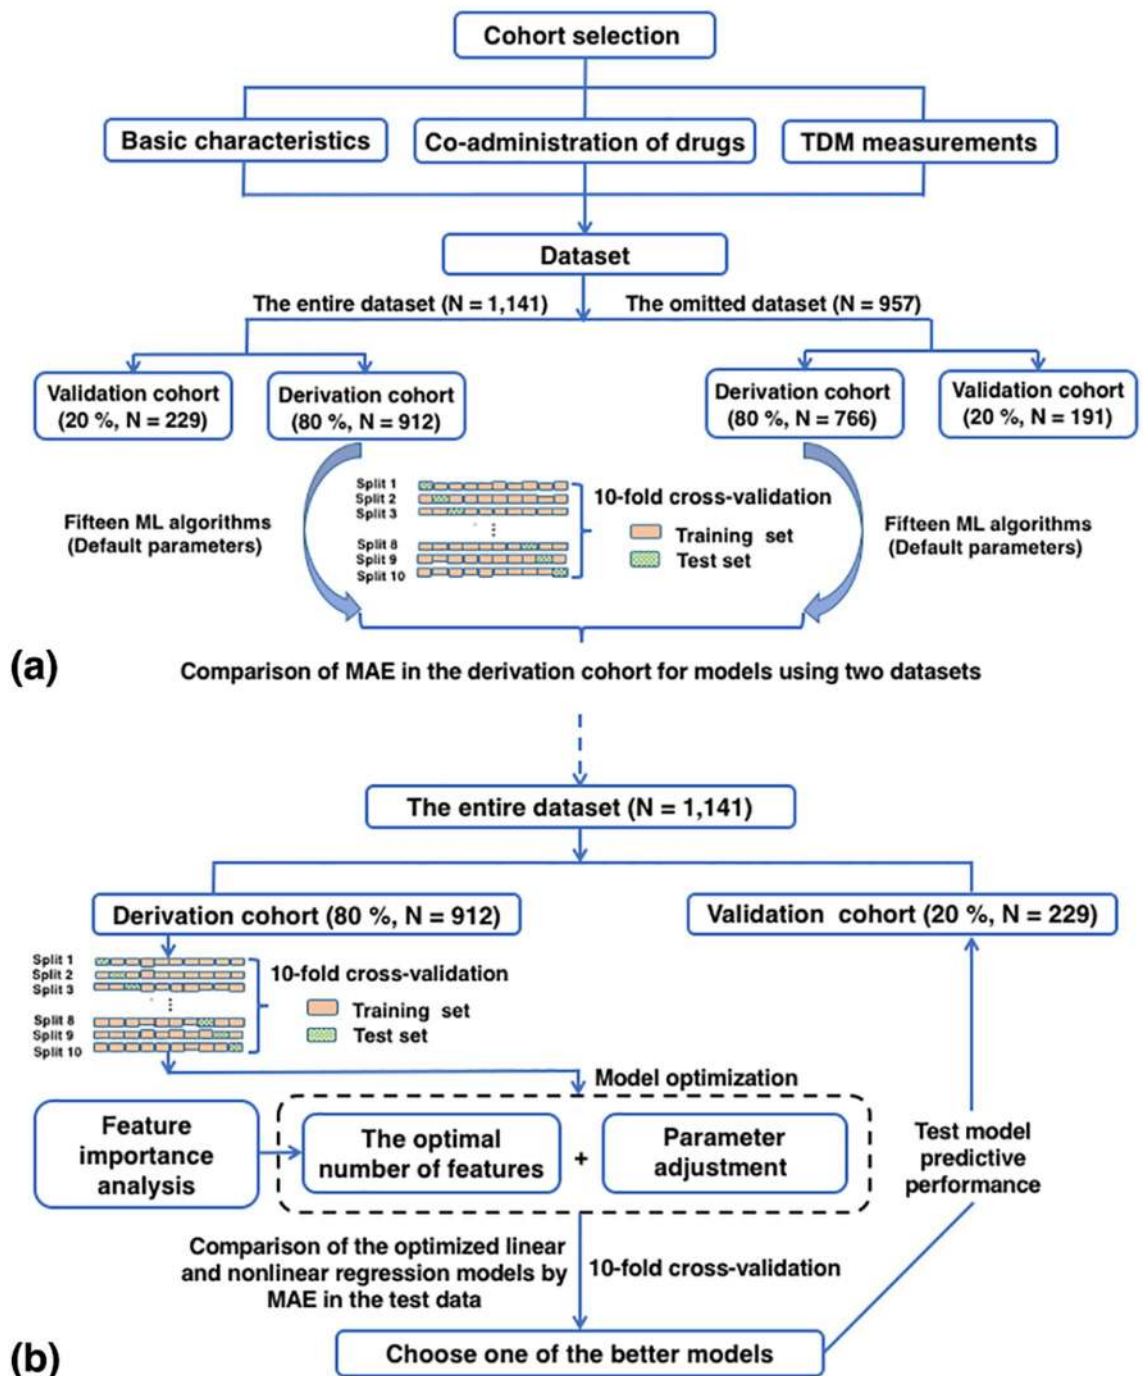 Cohort selection
Basic characteristics
Co-administration of drugs
TDM measurements
Dataset
The entire dataset (N = 1,141)
The omitted dataset (N = 957)
Validation cohort
(20 %, N = 229)
Derivation cohort
(80 %, N = 912)
Derivation cohort
(80 %, N = 766)
Validation cohort
(20 %, N = 191)
Fifteen ML algorithms
(Default parameters)
Split 1
Split 2
Split 3
Split 8
Split 9
Split 10
10-fold cross-validation
Training set
Test set
Fifteen ML algorithms
(Default parameters)
(a)
Comparison of MAE in the derivation cohort for models using two datasets
The entire dataset (N = 1,141)
Derivation cohort (80 %, N = 912)
Validation cohort (20 %, N = 229)
Split 1
Split 2
Split 3
Split 8
Split 9
Split 10
10-fold cross-validation
Training set
Test set
Model optimization
Feature
importance
analysis
The optimal
number of features
+
Parameter
adjustment
Test model
predictive
performance
Comparison of the optimized linear
and nonlinear regression models by
MAE in the test data
10-fold cross-validation
(b)
Choose one of the better models